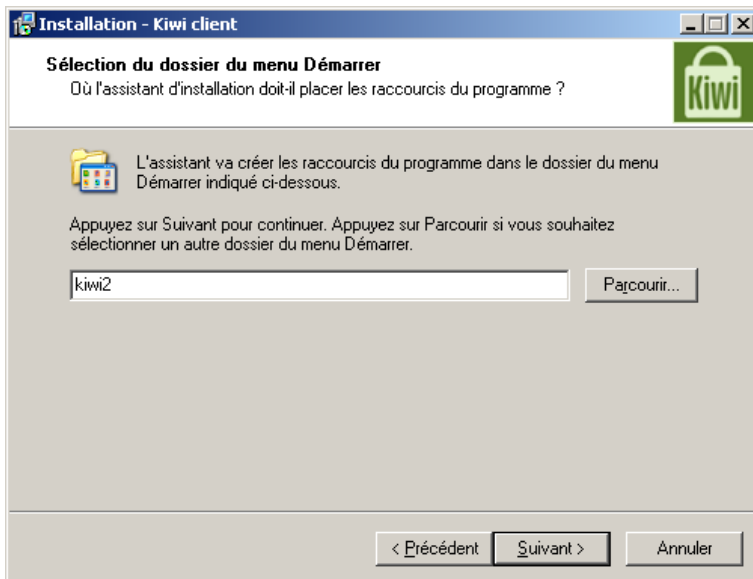 Installation - Kiwi client
Sélection du dossier du menu Démarrer
Où l'assistant d'installation doit-il placer les raccourcis du programme ?
Kiwi
L'assistant va créer les raccourcis du programme dans le dossier du menu
Démarrer indiqué ci-dessous.
Appuyez sur Suivant pour continuer. Appuyez sur Parcourir si vous souhaitez
sélectionner un autre dossier du menu Démarrer.
kiwi2
Parcourir...
< Précédent
Suivant >
Annuler